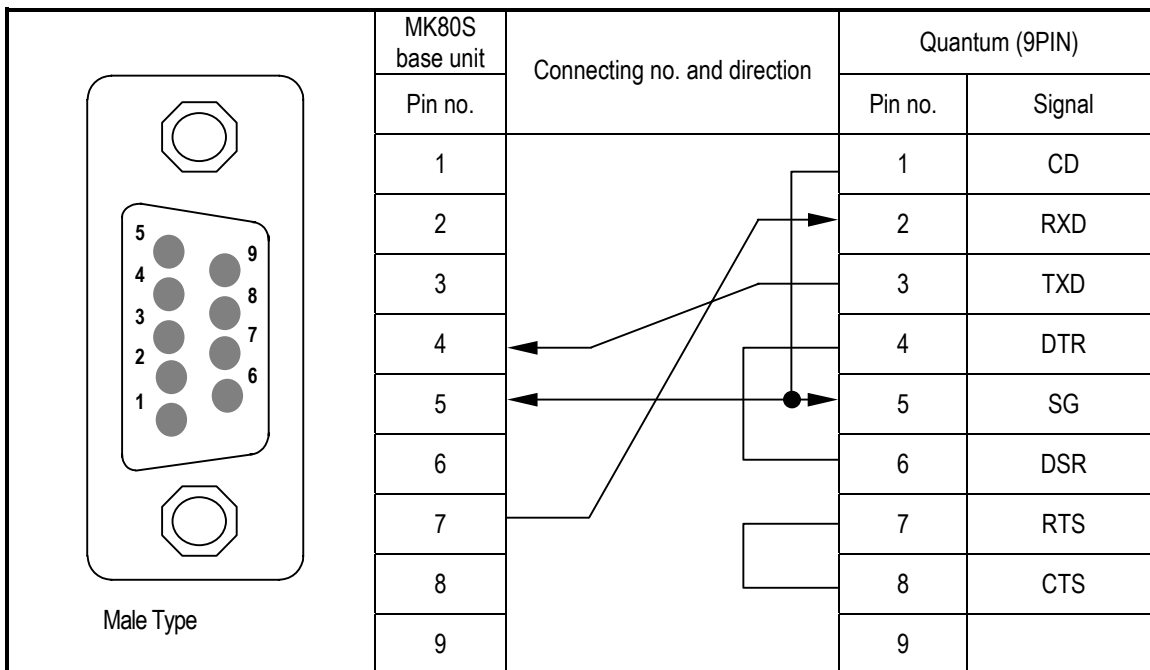 MK80S
base unit
Connecting no. and direction
Quantum (9PIN)
Pin no.
Pin no.
Signal
1
1
CD
2
2
RXD
3
3
TXD
4
4
DTR
5
5
SG
6
6
DSR
7
7
RTS
8
8
CTS
9
9
5
9
4
8
3
7
2
6
1
Male Type